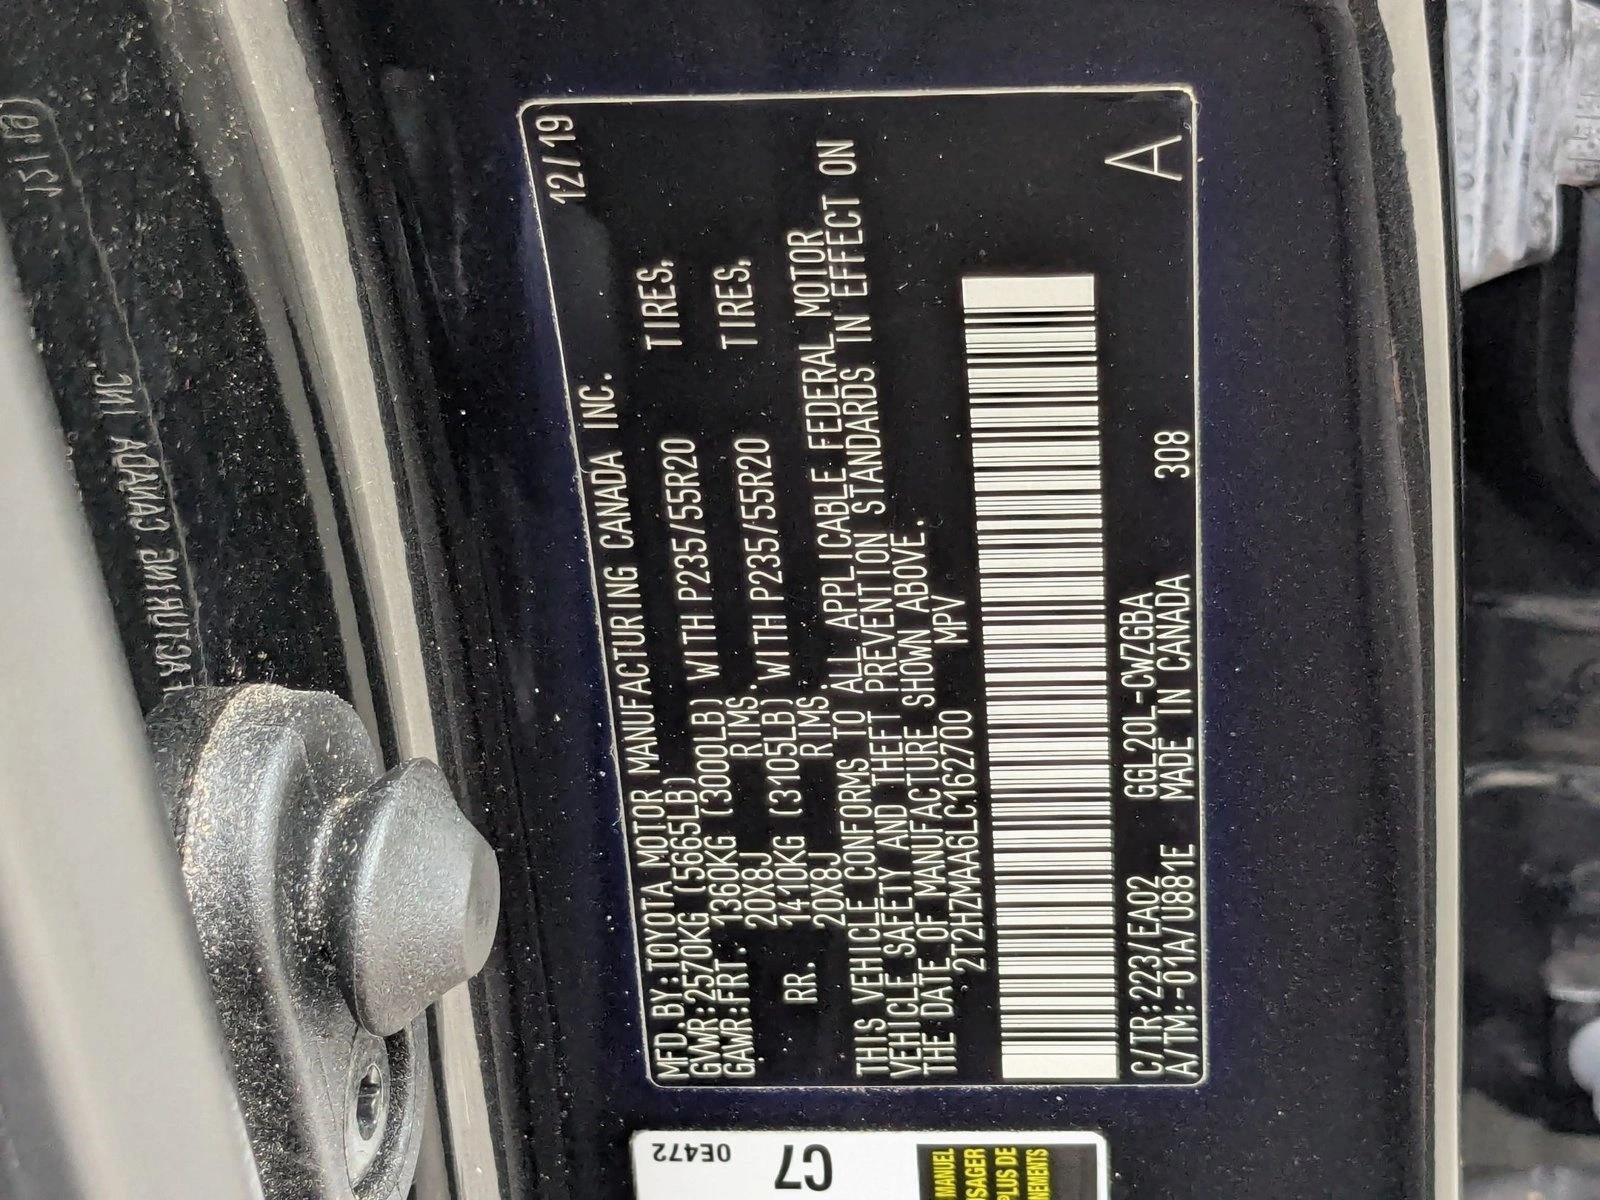 12/19
MFD.BY:TOYOTA MOTOR MANUFACTURING CANADA INC.
GVWR:2570KG (5665LB)
GAWR:FRT. 1360KG (3000LB) WITH P235/55R20 TIRES,
20X8J RIMS.
RR. 1410KG (3105LB) WITH P235/55R20 TIRES,
20X8J RIMS.
THIS VEHICLE CONFORMS TO ALL APPLICABLE FEDERAL MOTOR
VEHICLE SAFETY AND THEFT PREVENTION STANDARDS IN EFFECT ON
THE DATE OF MANUFACTURE SHOWN ABOVE.
2T2HZMAA6LC162700 MPV
C/TR:223/EA02 GGL20L-CWZGBA
A/TM:-01A/U881E MADE IN CANADA 308 A
0E472
C7
MANUEL
PLUS DE